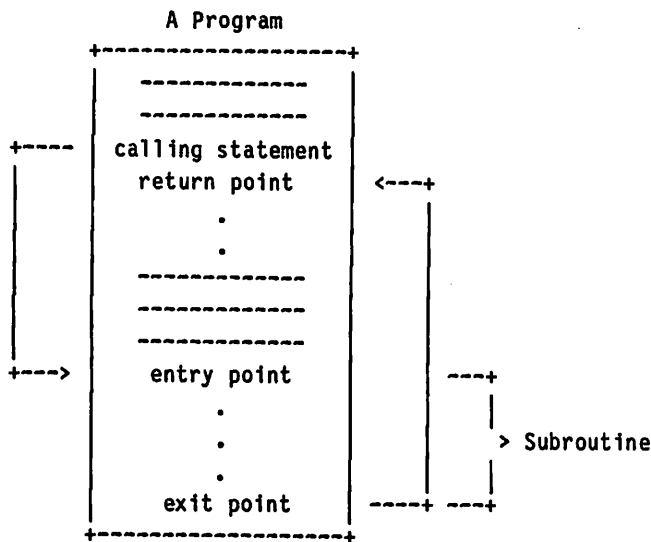 A Program
calling statement
return point
entry point
> Subroutine
exit point